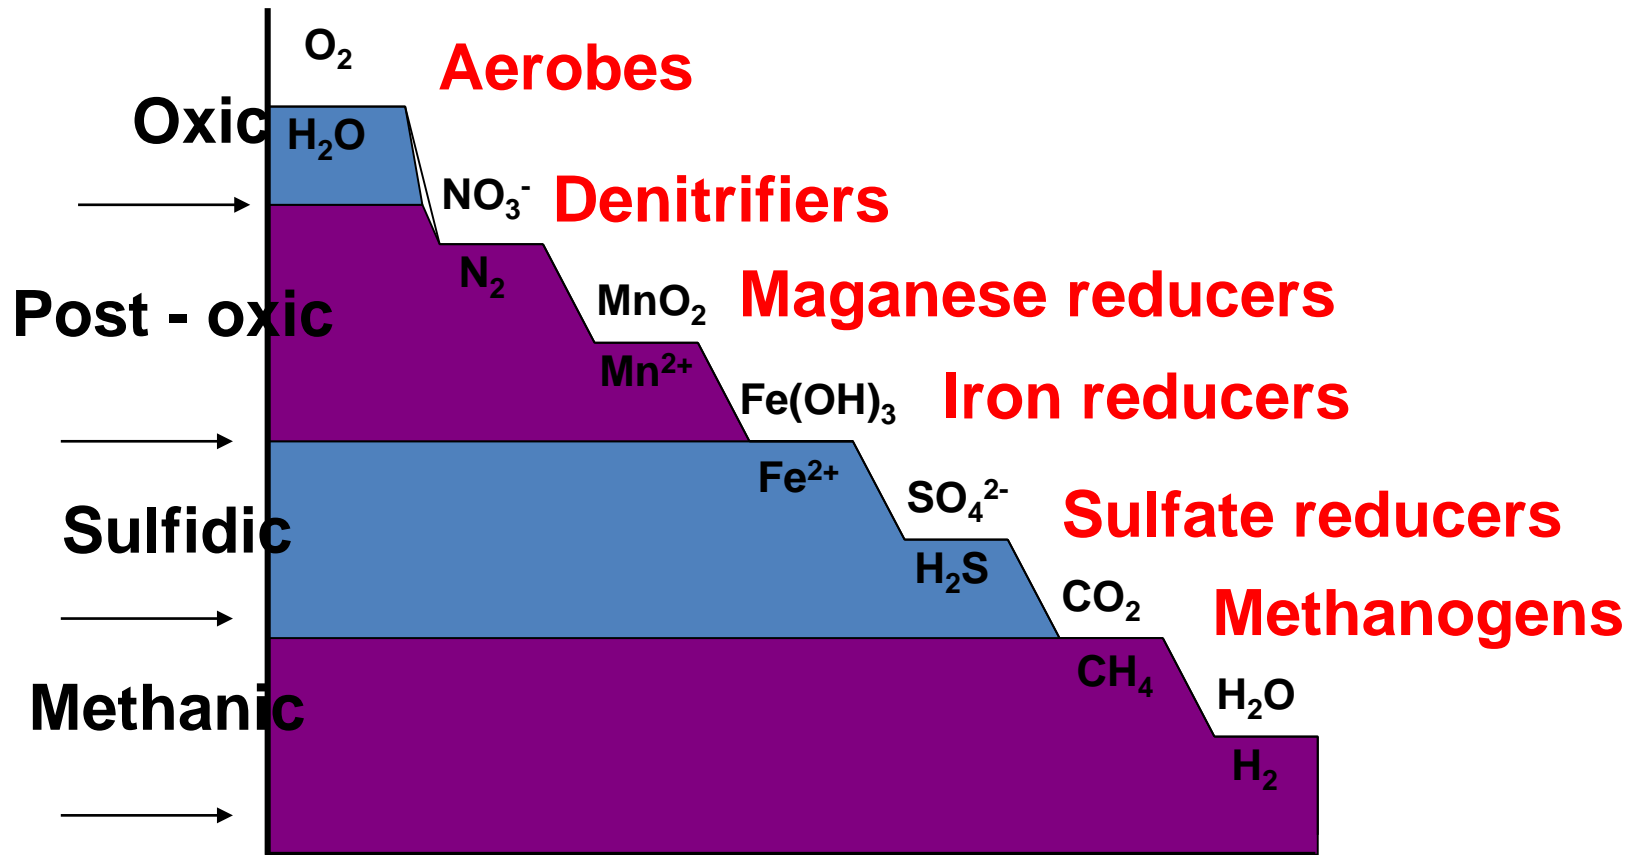 O₂
Aerobes
Oxic
H₂O
NO₃⁻
Denitrifiers
N₂
Post - oxic
MnO₂
Maganese reducers
Mn²⁺
Fe(OH)₃
Iron reducers
Fe²⁺
SO₄²⁻
Sulfate reducers
Sulfidic
H₂S
CO₂
Methanogens
CH₄
Methanic
H₂O
H₂